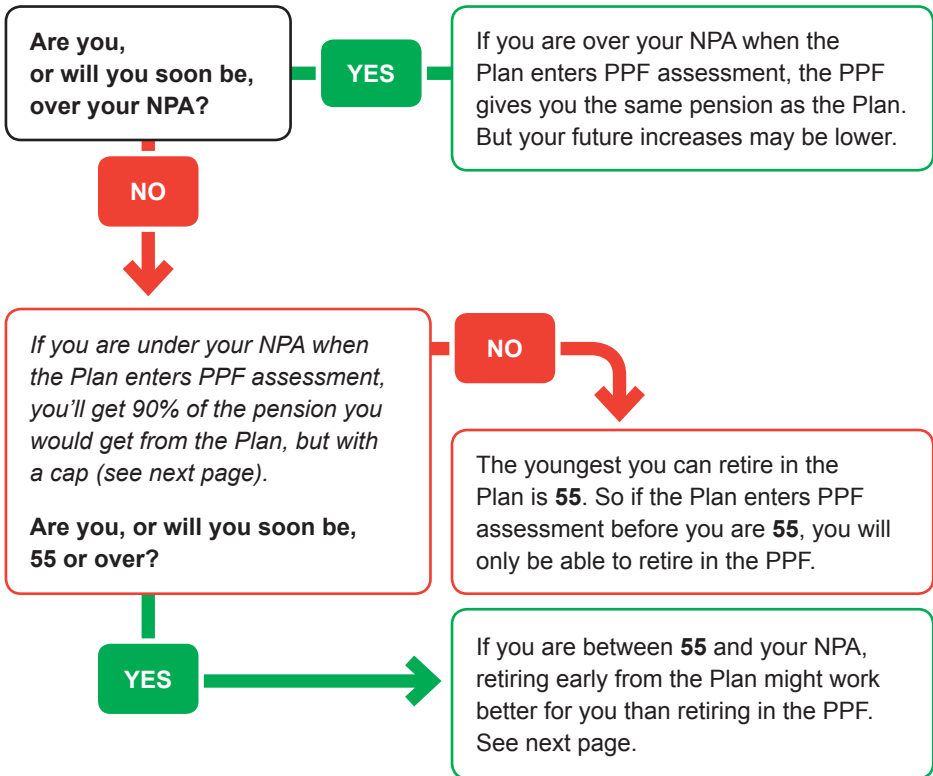 Are you,
or will you soon be,
over your NPA?
YES
If you are over your NPA when the
Plan enters PPF assessment, the PPF
gives you the same pension as the Plan.
But your future increases may be lower.
NO
If you are under your NPA when
the Plan enters PPF assessment,
you'll get 90% of the pension you
would get from the Plan, but with
a cap (see next page).
Are you, or will you soon be,
55 or over?
NO
The youngest you can retire in the
Plan is 55. So if the Plan enters PPF
assessment before you are 55, you will
only be able to retire in the PPF.
YES
If you are between 55 and your NPA,
retiring early from the Plan might work
better for you than retiring in the PPF.
See next page.